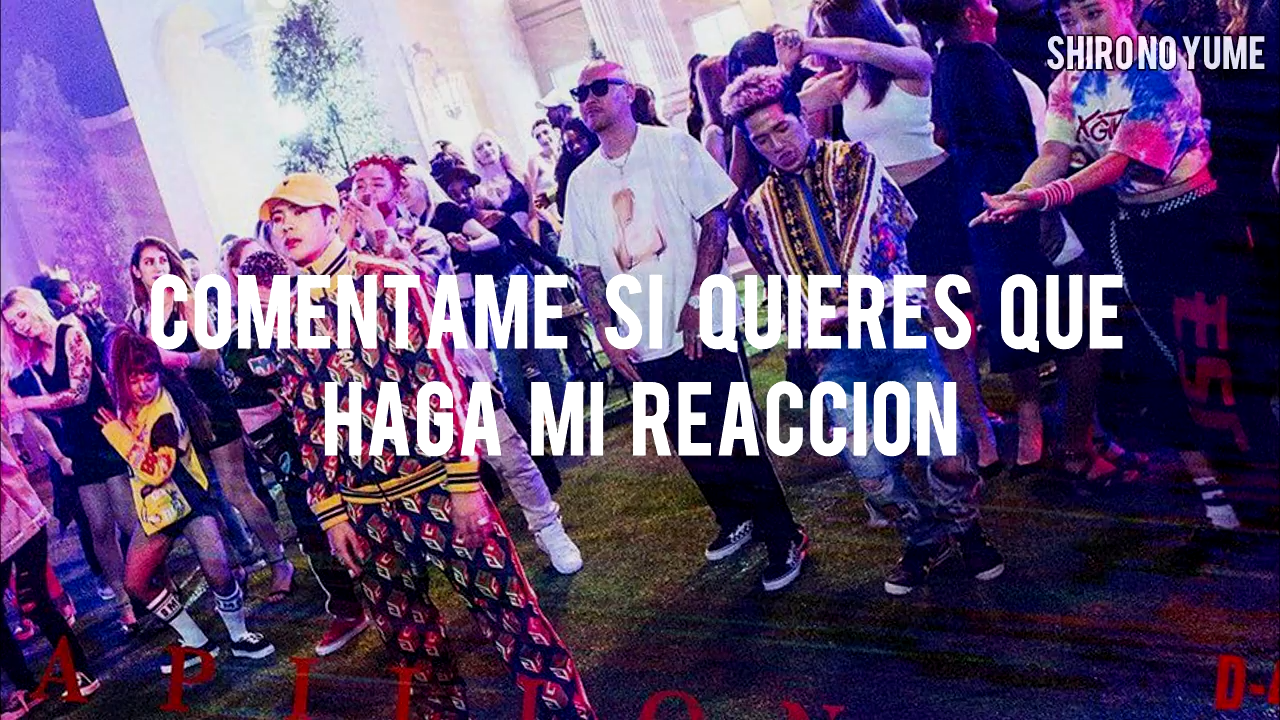 SHIRO NO YUME
COMENTAME SI QUIERES QUE
HAGA MI REACCION
A P I L L O N
D-